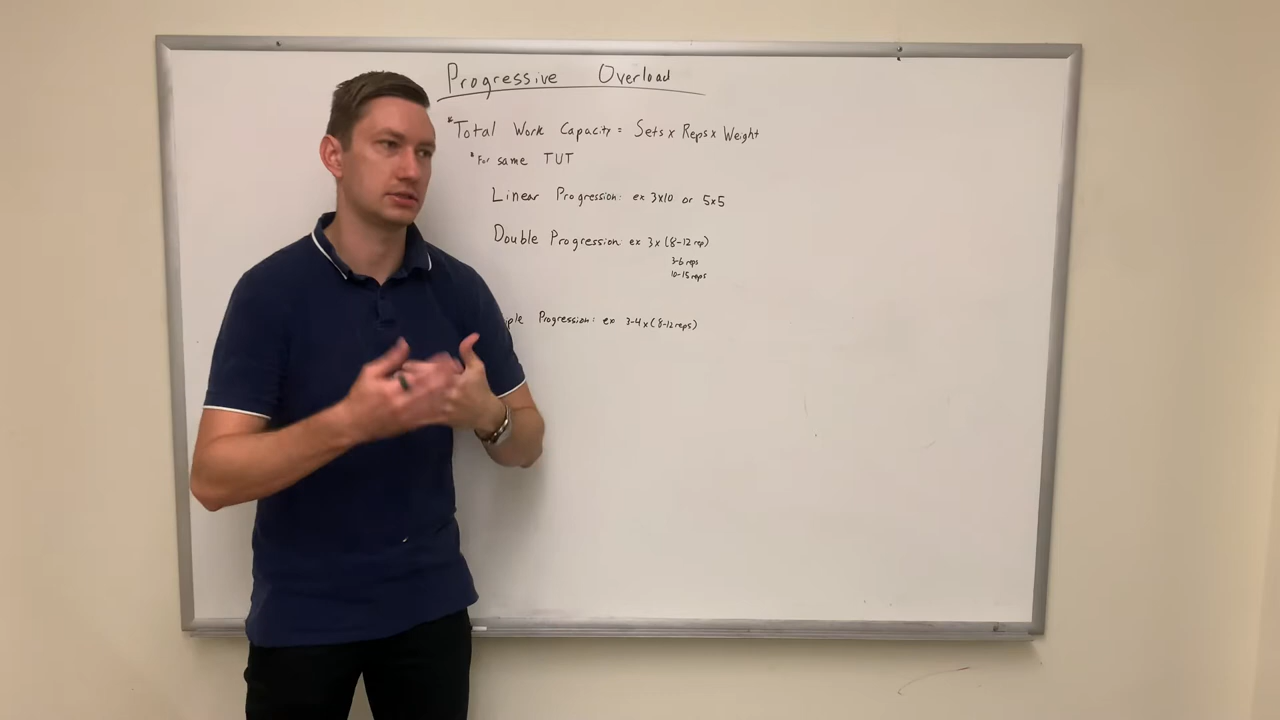 Progressive Overload
*Total Work Capacity = Sets x Reps x Weight
*For same TUT
Linear Progression: ex 3x10 or 5x5
Double Progression: ex 3x (8-12 rep)
3-6 reps
10-15 reps
Progression: ex 3-4 x (8-12 reps)